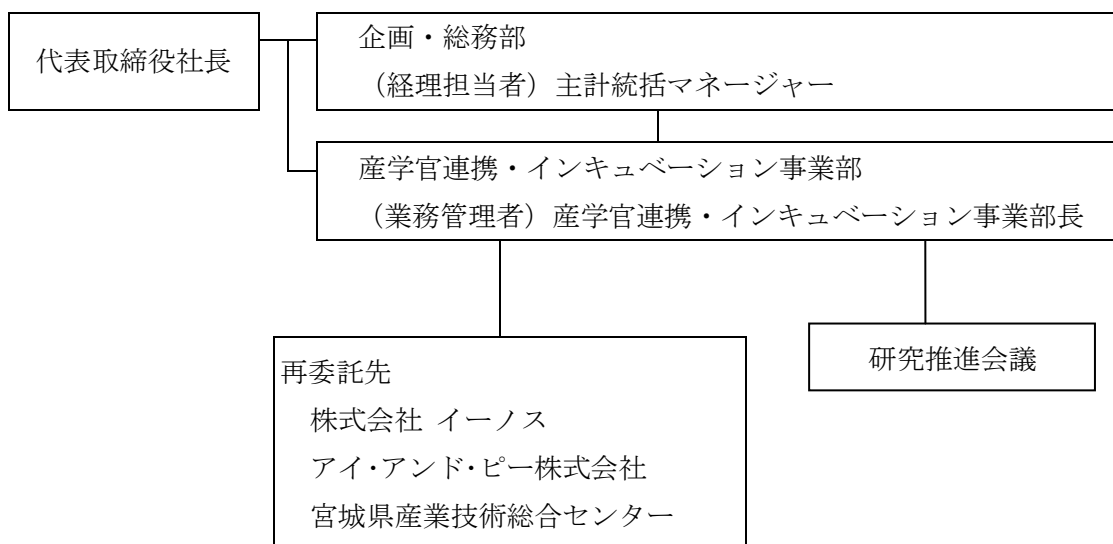 代表取締役社長
企画・総務部
（経理担当者）主計統括マネージャー
産学官連携・インキュベーション事業部
（業務管理者）産学官連携・インキュベーション事業部長
再委託先
株式会社 イーノス
アイ・アンド・ピー株式会社
宮城県産業技術総合センター
研究推進会議